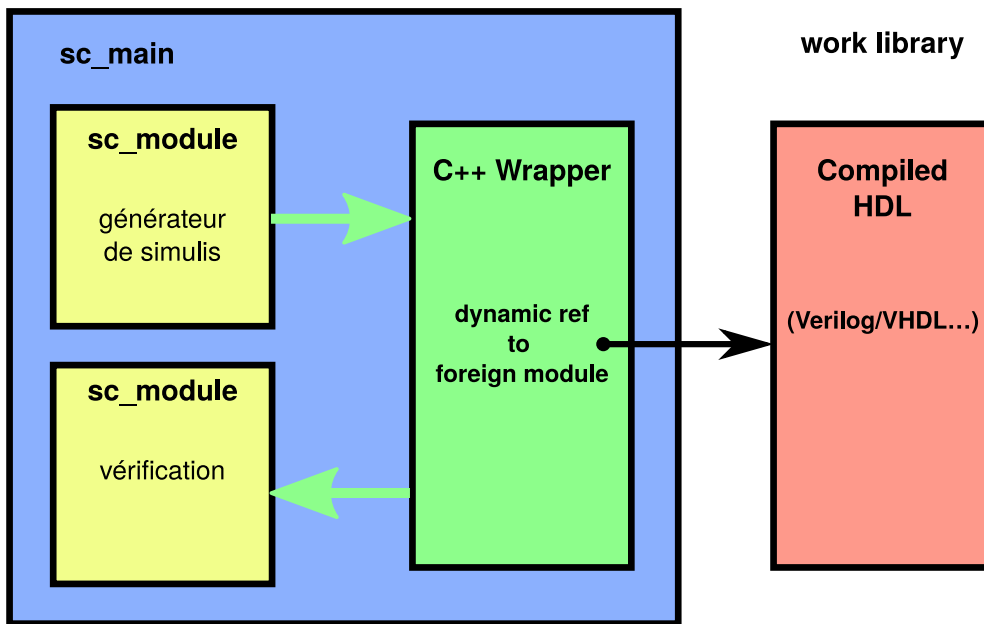 sc_main
work library
sc_module
générateur
de simulis
C++ Wrapper
dynamic ref
to
foreign module
sc_module
vérification
Compiled
HDL
(Verilog/VHDL…)